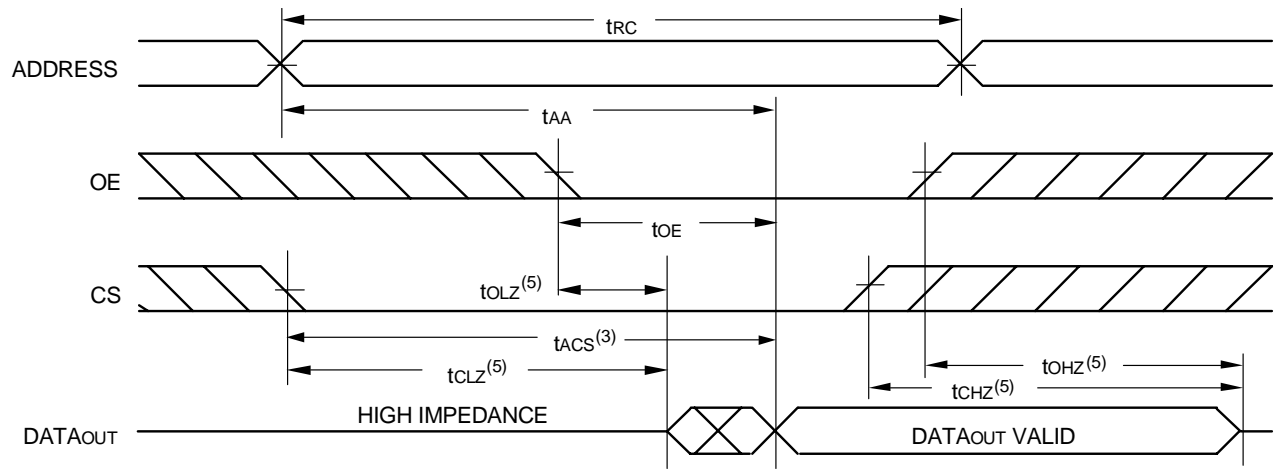 tRC
ADDRESS
tAA
OE
tOE
CS
tOLZ(5)
tACS(3)
tCLZ(5)
tOHZ(5)
tCHZ(5)
HIGH IMPEDANCE
DATAOUT
DATAOUT VALID